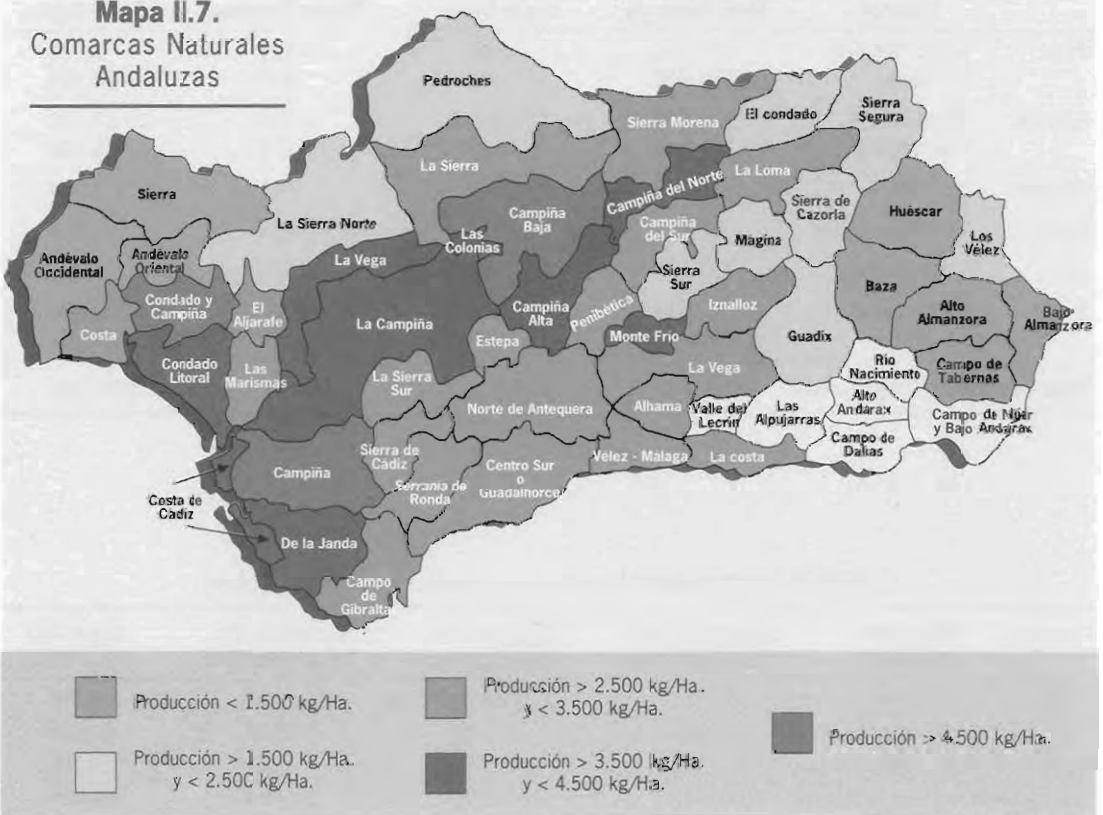 Mapa II.7.
Comarcas Naturales
Andaluzas
Pedroches
El condado
Sierra
Segura
Sierra Morena
La Sierra
La Loma
Campiña del Norte
Sierra
La Sierra Norte
Campiña
Baja
Las
Colonias
Campiña
del Sur
Sierra de
Cazorla
Huéscar
Magina
Los
Vélez
Andévalo
Occidental
Andévalo
Oriental
La Vega
Sierra
Sur
Baza
Condado y
Campiña
El
Aljarafe
La Campiña
Campiña
Alta
Penibética
Iznalloz
Alto
Almanzora
Bajo
Almanzora
Costa
Estepa
Monte Frio
Guadix
Condado
Litoral
Las
Marismas
La Sierra
Sur
La Vega
Rio
Nacimiento
Campo de
Tabernas
Norte de Antequera
Alhama
Valle del
Lecrin
Las
Alpujarras
Alto
Andarax
Campo de Nijar
y Bajo Andarax
Campiña
Sierra de
Cádiz
Serranía de
Ronda
Centro Sur
o
Guadalhorce
Vélez - Málaga
La costa
Campo de
Dalias
Costa de
Cádiz
De la Janda
Campo
de
Gibraltar
Producción < 1.500 kg/Ha.
Producción > 1.500 kg/Ha.
y < 2.500 kg/Ha.
Producción > 2.500 kg/Ha.
y < 3.500 kg/Ha.
Producción > 3.500 kg/Ha.
y < 4.500 kg/Ha.
Producción > 4.500 kg/Ha.